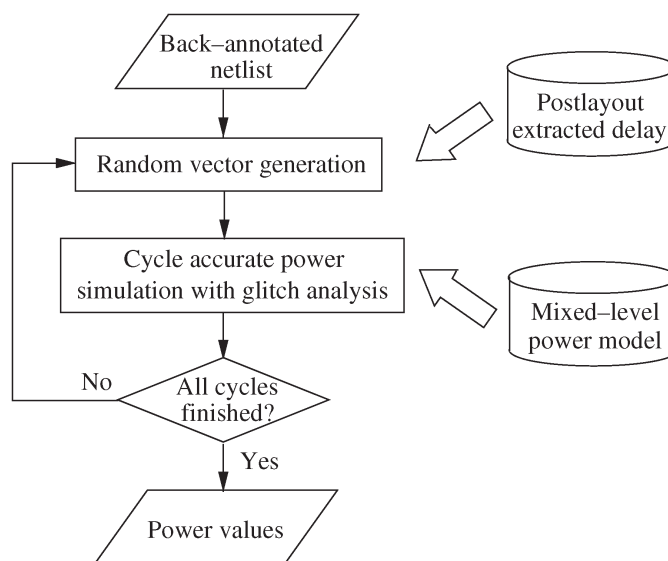 Back–annotated
netlist
Postlayout
extracted delay
Random vector generation
Cycle accurate power
simulation with glitch analysis
Mixed–level
power model
No
All cycles
finished?
Yes
Power values